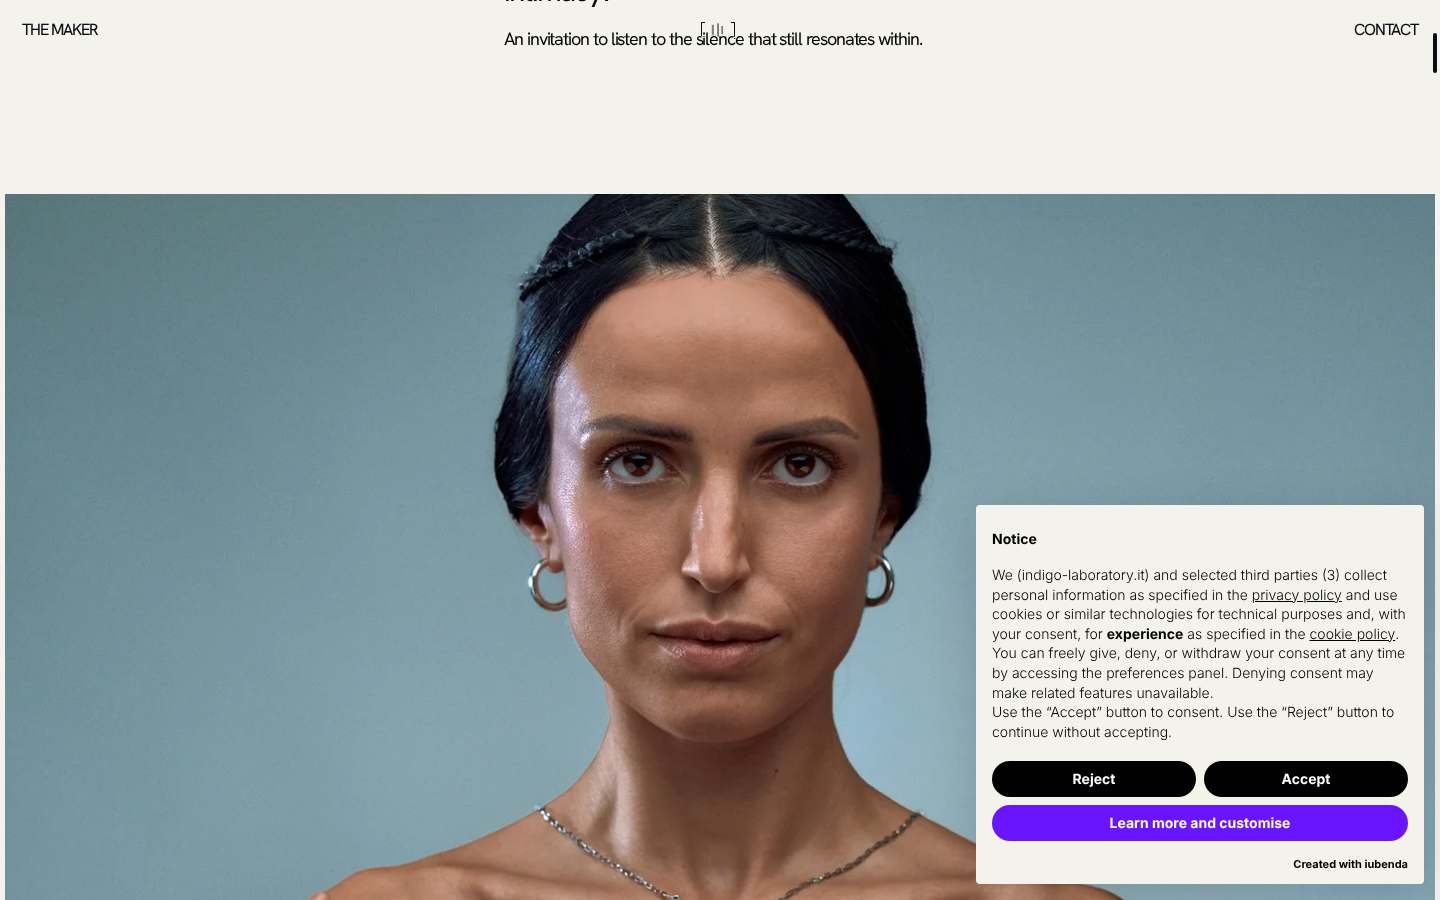 THE MAKER
CONTACT
An invitation to listen to the silence that still resonates within.
Notice
We (indigo-laboratory.it) and selected third parties (3) collect
personal information as specified in the privacy policy and use
cookies or similar technologies for technical purposes and, with
your consent, for experience as specified in the cookie policy.
You can freely give, deny, or withdraw your consent at any time
by accessing the preferences panel. Denying consent may
make related features unavailable.
Use the “Accept” button to consent. Use the “Reject” button to
continue without accepting.
Reject
Accept
Learn more and customise
Created with iubenda